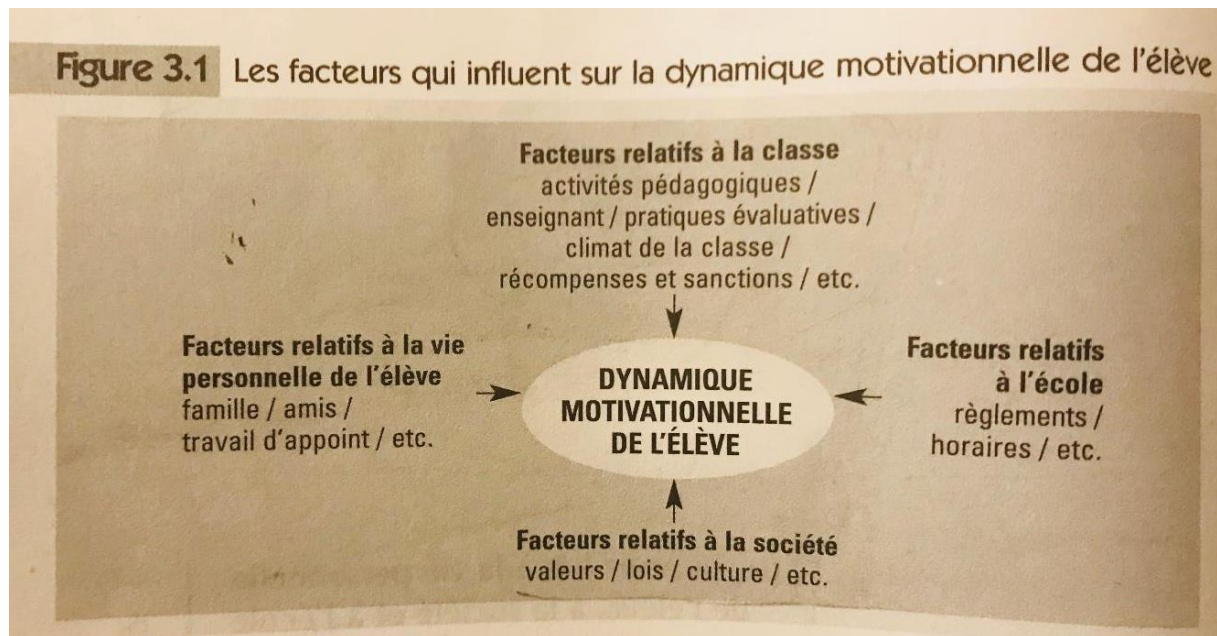 Figure 3.1 Les facteurs qui influent sur la dynamique motivationnelle de l'élève
Facteurs relatifs à la classe
activités pédagogiques /
enseignant / pratiques évaluatives /
climat de la classe /
récompenses et sanctions / etc.
Facteurs relatifs à la vie
personnelle de l'élève
famille / amis /
travail d'appoint / etc.
DYNAMIQUE
MOTIVATIONNELLE
DE L'ÉLÈVE
Facteurs relatifs
à l'école
règlements /
horaires / etc.
Facteurs relatifs à la société
valeurs / lois / culture / etc.